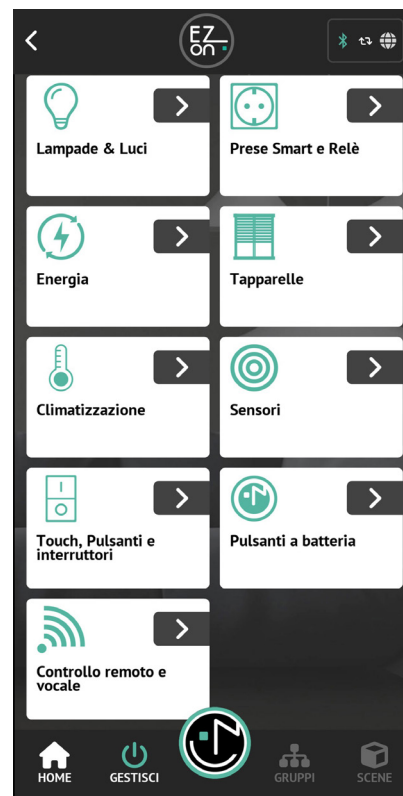 EZ
on
Lampade & Luci
Prese Smart e Relè
Energia
Tapparelle
Climatizzazione
Sensori
Touch, Pulsanti e
interruttori
Pulsanti a batteria
Controllo remoto e
vocale
HOME
GESTISCI
GRUPPI
SCENE